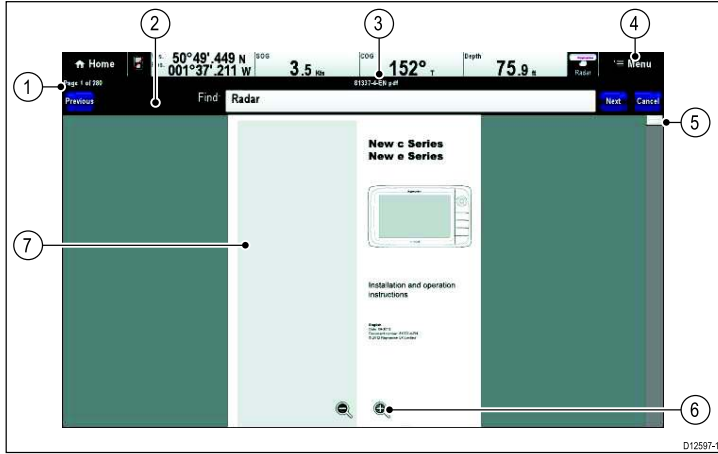 2
3
4
Home
50°49'.449 N
001°37'.211 W
SOG
3.5 Kts
COG
152° T
Depth
75.9 ft
Radar
Menu
1
Page 1 of 280
81337-4-EN.pdf
Previous
Find:
Radar
Next
Cancel
5
New c Series
New e Series
7
Installation and operation
instructions
6
D12597-1